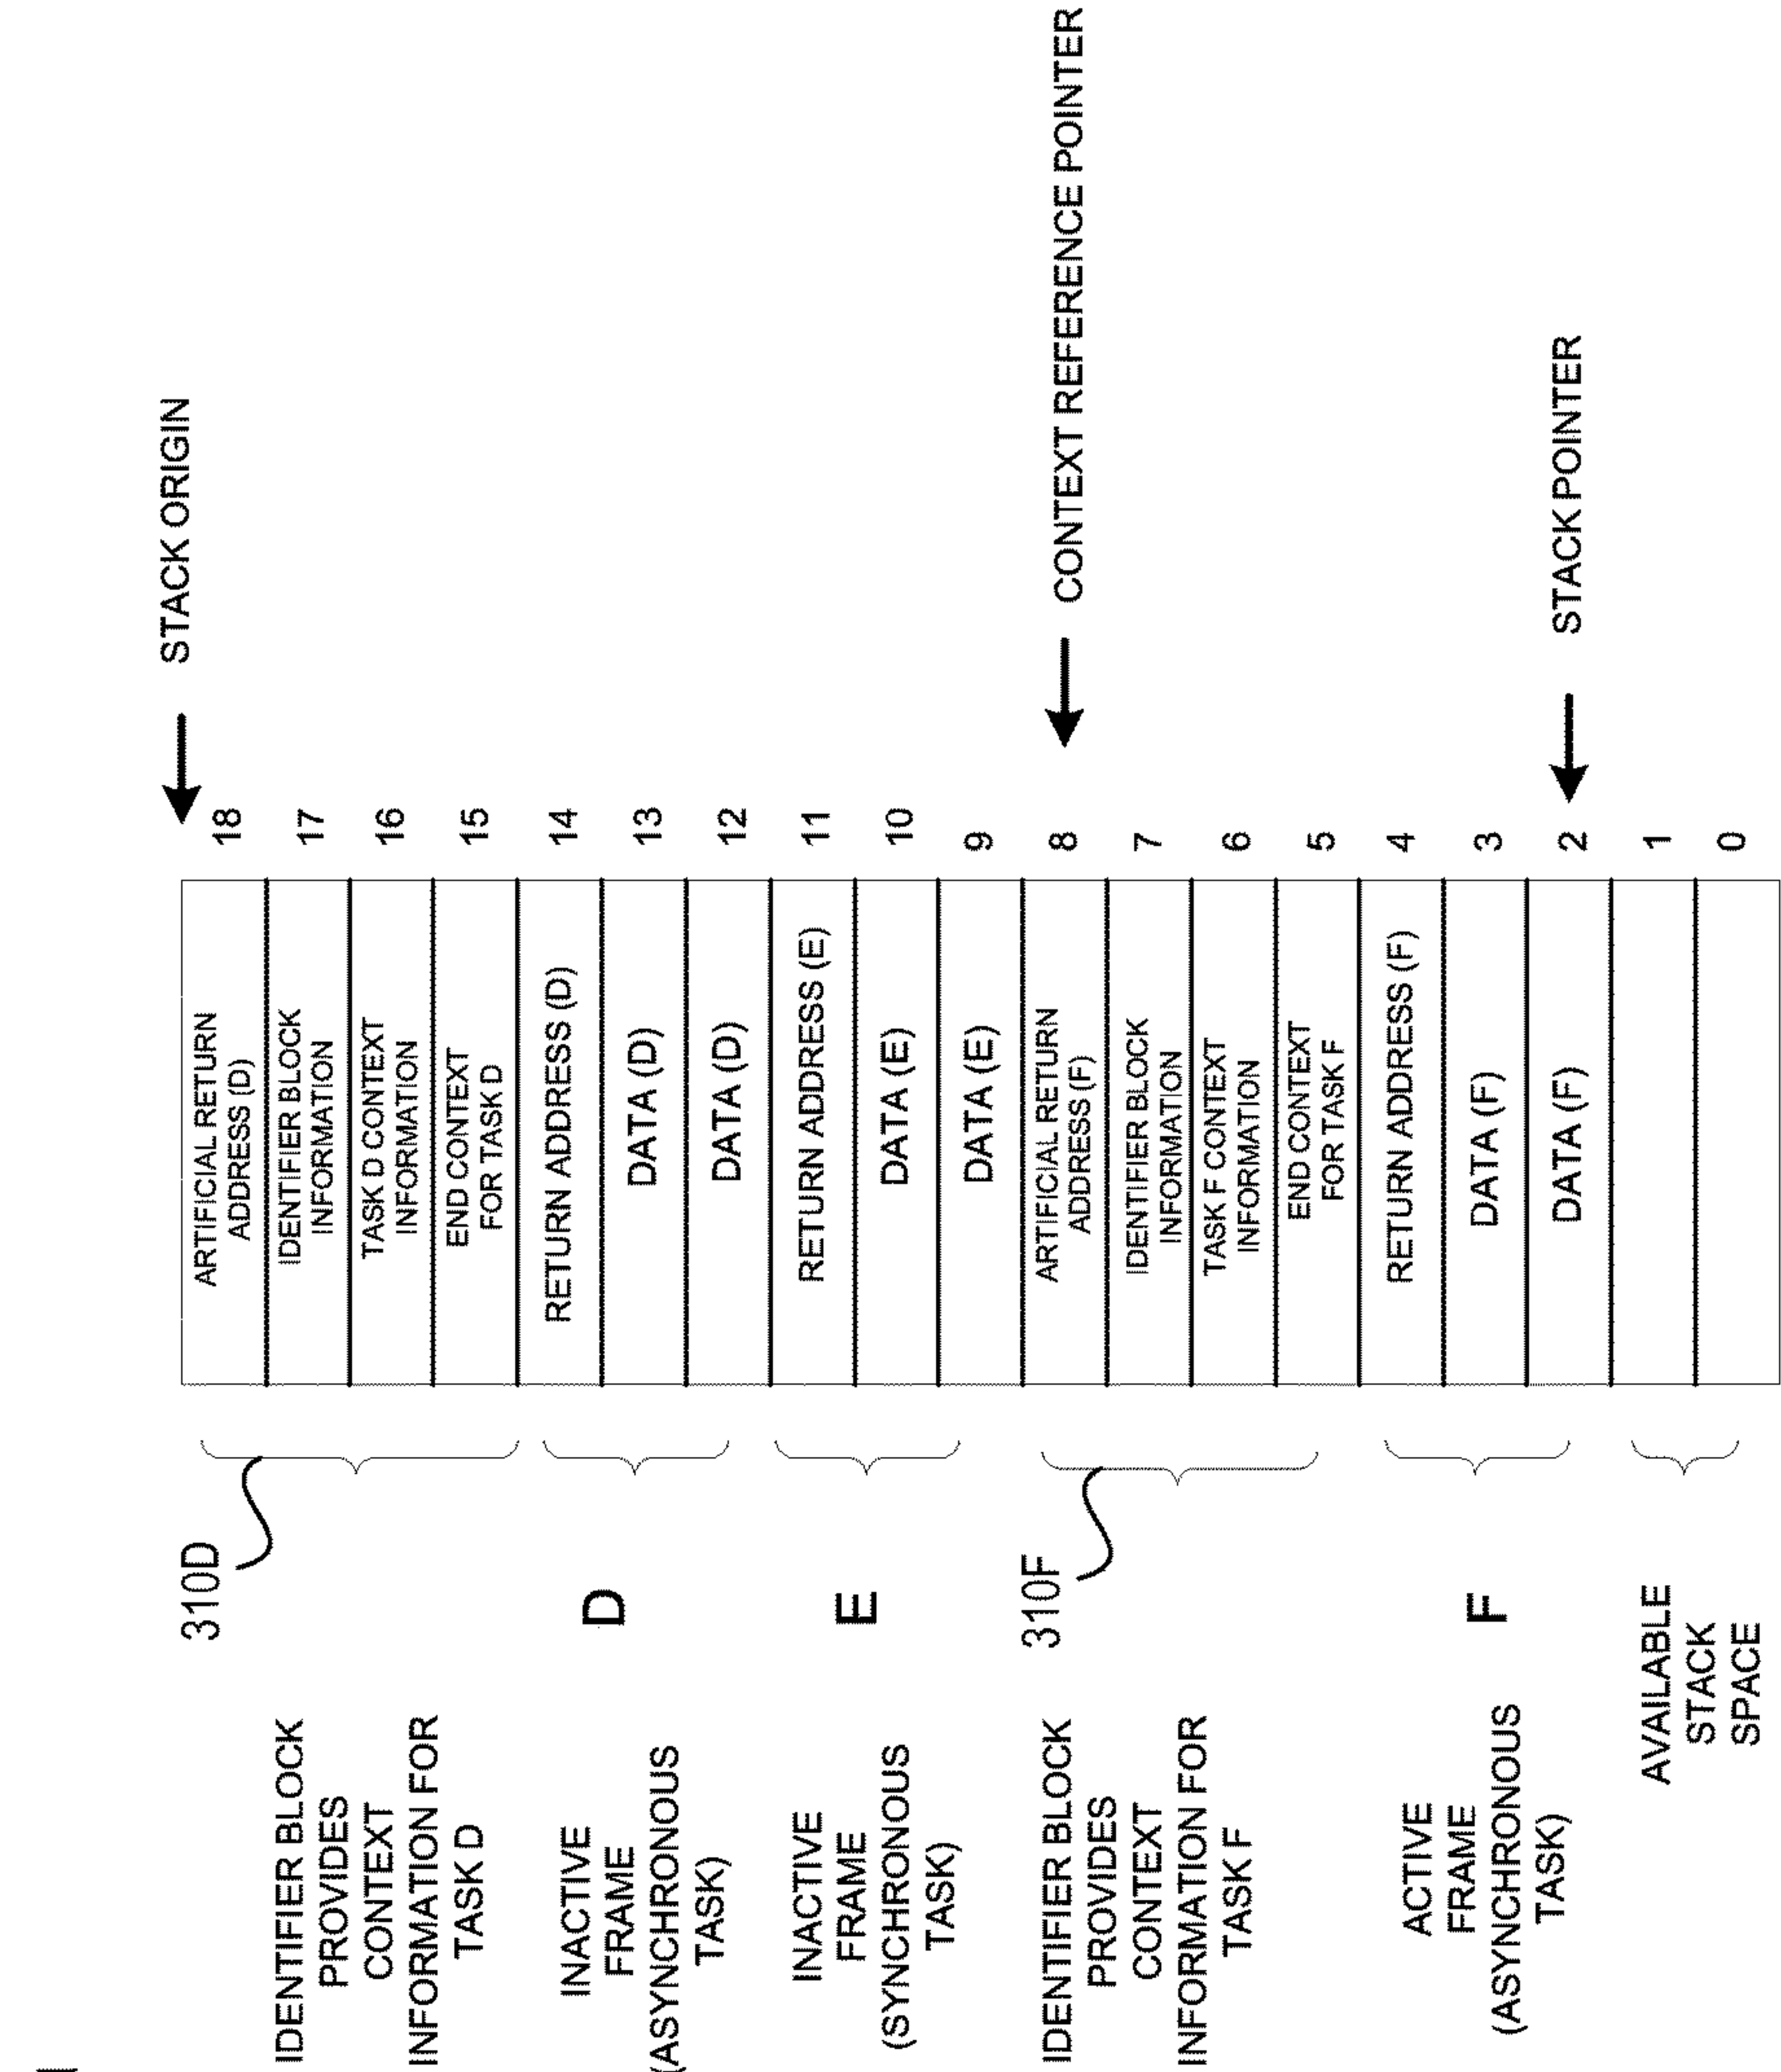 STACK ORIGIN
CONTEXT REFERENCE POINTER
STACK POINTER
18
17
16
15
14
13
12
11
10
9
8
7
6
5
4
3
2
1
0
ARTIFICIAL RETURN
ADDRESS (D)
IDENTIFIER BLOCK
INFORMATION
TASK D CONTEXT
INFORMATION
END CONTEXT
FOR TASK D
RETURN ADDRESS (D)
DATA (D)
DATA (D)
RETURN ADDRESS (E)
DATA (E)
DATA (E)
ARTIFICIAL RETURN
ADDRESS (F)
IDENTIFIER BLOCK
INFORMATION
TASK F CONTEXT
INFORMATION
END CONTEXT
FOR TASK F
RETURN ADDRESS (F)
DATA (F)
DATA (F)
310D
IDENTIFIER BLOCK
PROVIDES
CONTEXT
INFORMATION FOR
TASK D
D
INACTIVE
FRAME
(ASYNCHRONOUS
TASK)
E
INACTIVE
FRAME
(SYNCHRONOUS
TASK)
310F
IDENTIFIER BLOCK
PROVIDES
CONTEXT
INFORMATION FOR
TASK F
F
ACTIVE
FRAME
(ASYNCHRONOUS
TASK)
AVAILABLE
STACK
SPACE